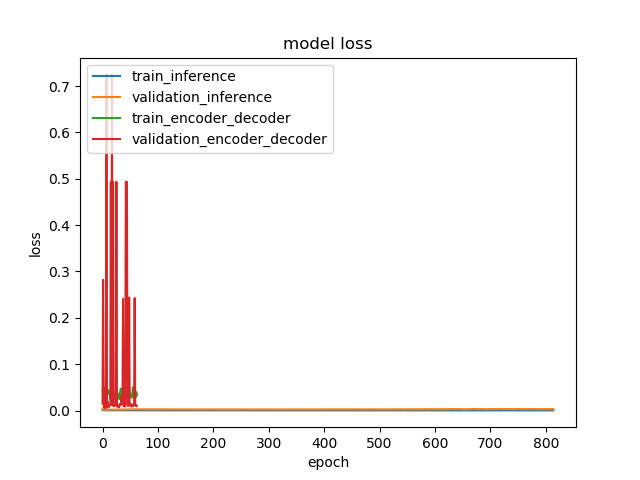 model loss
train_inference
validation_inference
train_encoder_decoder
validation_encoder_decoder
0.7
0.6
0.5
0.4
0.3
0.2
0.1
0.0
loss
0 100 200 300 400 500 600 700 800
epoch